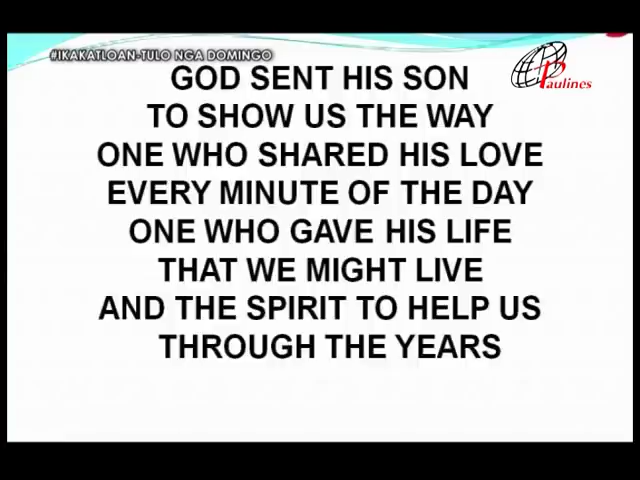 #IKAKATLOAN-TULO NGA DOMINGO
Paulines
GOD SENT HIS SON
TO SHOW US THE WAY
ONE WHO SHARED HIS LOVE
EVERY MINUTE OF THE DAY
ONE WHO GAVE HIS LIFE
THAT WE MIGHT LIVE
AND THE SPIRIT TO HELP US
THROUGH THE YEARS